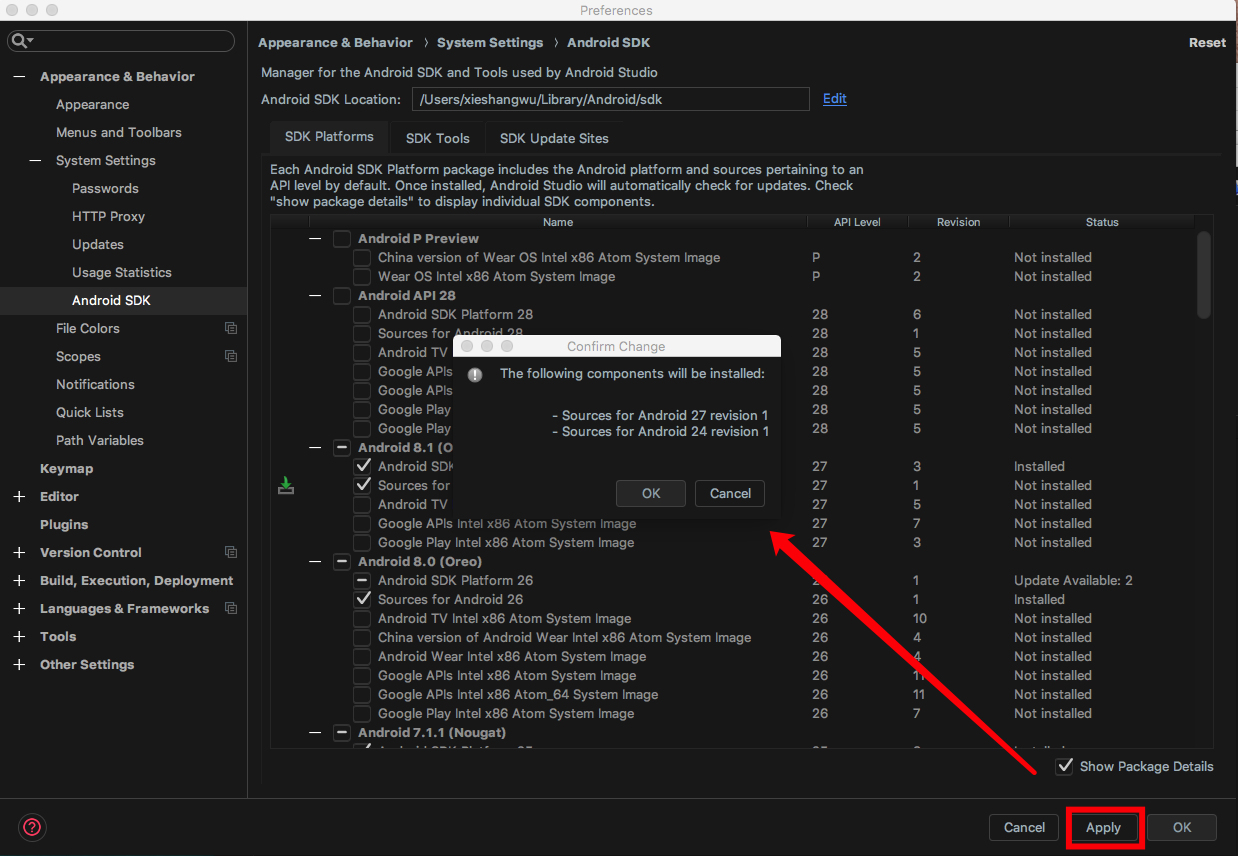 Preferences
Appearance & Behavior › System Settings › Android SDK
Reset
Manager for the Android SDK and Tools used by Android Studio
Android SDK Location: /Users/xieshangwu/Library/Android/sdk Edit
Appearance & Behavior
Appearance
Menus and Toolbars
System Settings
Passwords
HTTP Proxy
Updates
Usage Statistics
Android SDK
File Colors
Scopes
Notifications
Quick Lists
Path Variables
Keymap
Editor
Plugins
Version Control
Build, Execution, Deployment
Languages & Frameworks
Tools
Other Settings
SDK Platforms SDK Tools SDK Update Sites
Each Android SDK Platform package includes the Android platform and sources pertaining to an
API level by default. Once installed, Android Studio will automatically check for updates. Check
"show package details" to display individual SDK components.
Name API Level Revision Status
Android P Preview
China version of Wear OS Intel x86 Atom System Image P 2 Not installed
Wear OS Intel x86 Atom System Image P 2 Not installed
Android API 28
Android SDK Platform 28 28 6 Not installed
Sources for Android 28 28 1 Not installed
Android TV 28 5 Not installed
Google APIs 28 5 Not installed
Google APIs 28 5 Not installed
Google Play 28 5 Not installed
Google Play 28 5 Not installed
Android 8.1 (O
Android SDK 27 3 Installed
Sources for 27 1 Not installed
Android TV 27 5 Not installed
Google APIs Intel x86 Atom System Image 27 7 Not installed
Google Play Intel x86 Atom System Image 27 3 Not installed
Android 8.0 (Oreo)
Android SDK Platform 26 1 Update Available: 2
Sources for Android 26 26 1 Installed
Android TV Intel x86 Atom System Image 26 10 Not installed
China version of Android Wear Intel x86 Atom System Image 26 4 Not installed
Android Wear Intel x86 Atom System Image 26 4 Not installed
Google APIs Intel x86 Atom System Image 26 11 Not installed
Google APIs Intel x86 Atom_64 System Image 26 11 Not installed
Google Play Intel x86 Atom System Image 26 7 Not installed
Android 7.1.1 (Nougat)
Confirm Change
The following components will be installed:
- Sources for Android 27 revision 1
- Sources for Android 24 revision 1
OK Cancel
Show Package Details
Cancel Apply OK